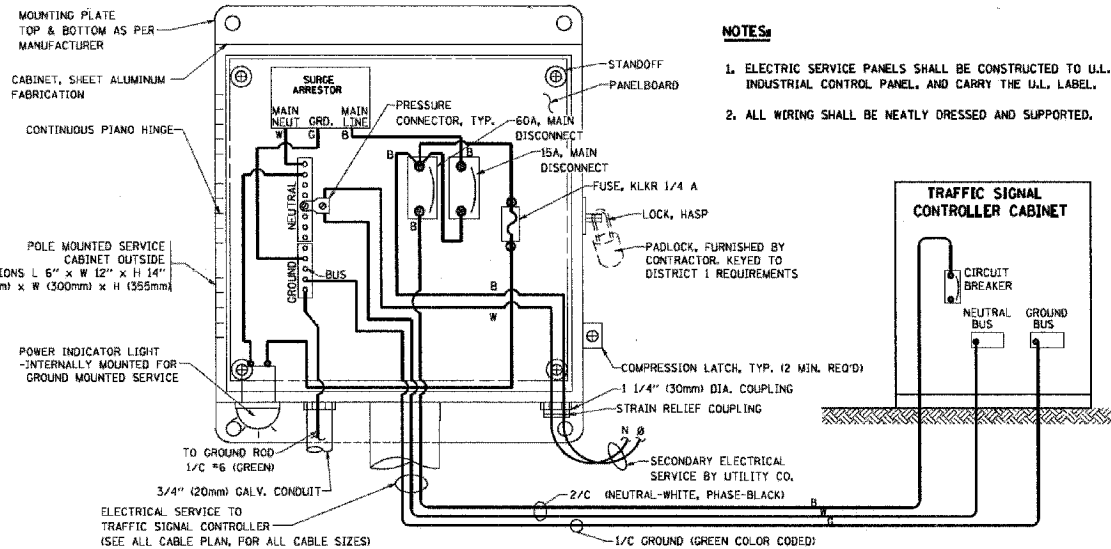 MOUNTING PLATE
TOP & BOTTOM AS PER
MANUFACTURER
CABINET, SHEET ALUMINUM
FABRICATION
CONTINUOUS PIANO HINGE
POLE MOUNTED SERVICE
CABINET OUTSIDE
IONS L 6" x W 12" x H 14"
m) x W (300mm) x H (355mm)
POWER INDICATOR LIGHT
-INTERNALLY MOUNTED FOR
GROUND MOUNTED SERVICE
SURGE
ARRESTOR
MAIN
NEUT
GRD.
MAIN
LINE
W
G
B
PRESSURE
CONNECTOR, TYP.
STANDOFF
PANELBOARD
60A, MAIN
DISCONNECT
15A, MAIN
DISCONNECT
B
B
B
FUSE, KLKR 1/4 A
NEUTRAL
GROUND
BUS
B
W
LOCK, HASP
PADLOCK, FURNISHED BY
CONTRACTOR. KEYED TO
DISTRICT 1 REQUIREMENTS
COMPRESSION LATCH, TYP. (2 MIN. REQ'D)
1 1/4" (30mm) DIA. COUPLING
STRAIN RELIEF COUPLING
N Ø
SECONDARY ELECTRICAL
SERVICE BY UTILITY CO.
TO GROUND ROD
1/C #6 (GREEN)
3/4" (20mm) GALV. CONDUIT
ELECTRICAL SERVICE TO
TRAFFIC SIGNAL CONTROLLER
(SEE ALL CABLE PLAN, FOR ALL CABLE SIZES)
2/C (NEUTRAL-WHITE, PHASE-BLACK)
1/C GROUND (GREEN COLOR CODED)
B
W
G
NOTES:
1. ELECTRIC SERVICE PANELS SHALL BE CONSTRUCTED TO U.L.
INDUSTRIAL CONTROL PANEL, AND CARRY THE U.L. LABEL.
2. ALL WIRING SHALL BE NEATLY DRESSED AND SUPPORTED.
TRAFFIC SIGNAL
CONTROLLER CABINET
CIRCUIT
BREAKER
NEUTRAL
BUS
GROUND
BUS